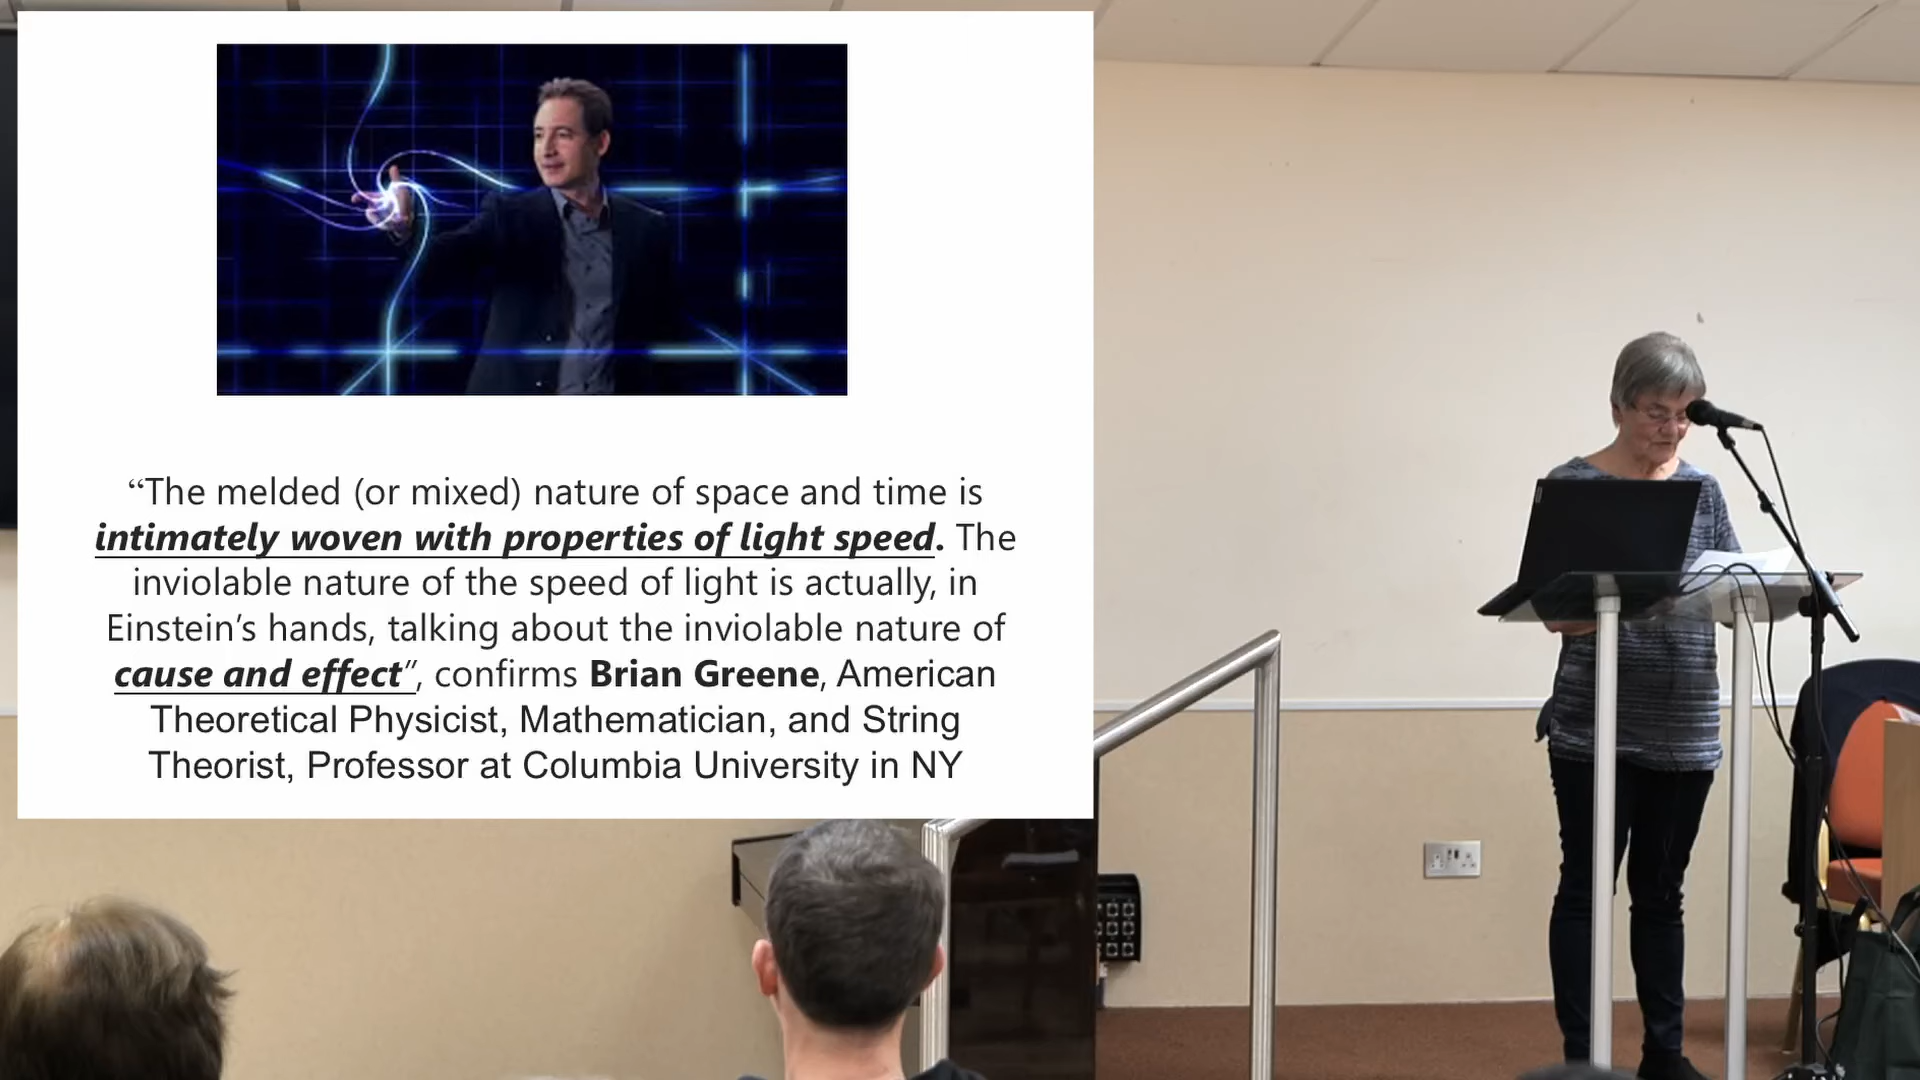 “The melded (or mixed) nature of space and time is
intimately woven with properties of light speed. The
inviolable nature of the speed of light is actually, in
Einstein’s hands, talking about the inviolable nature of
cause and effect”, confirms Brian Greene, American
Theoretical Physicist, Mathematician, and String
Theorist, Professor at Columbia University in NY